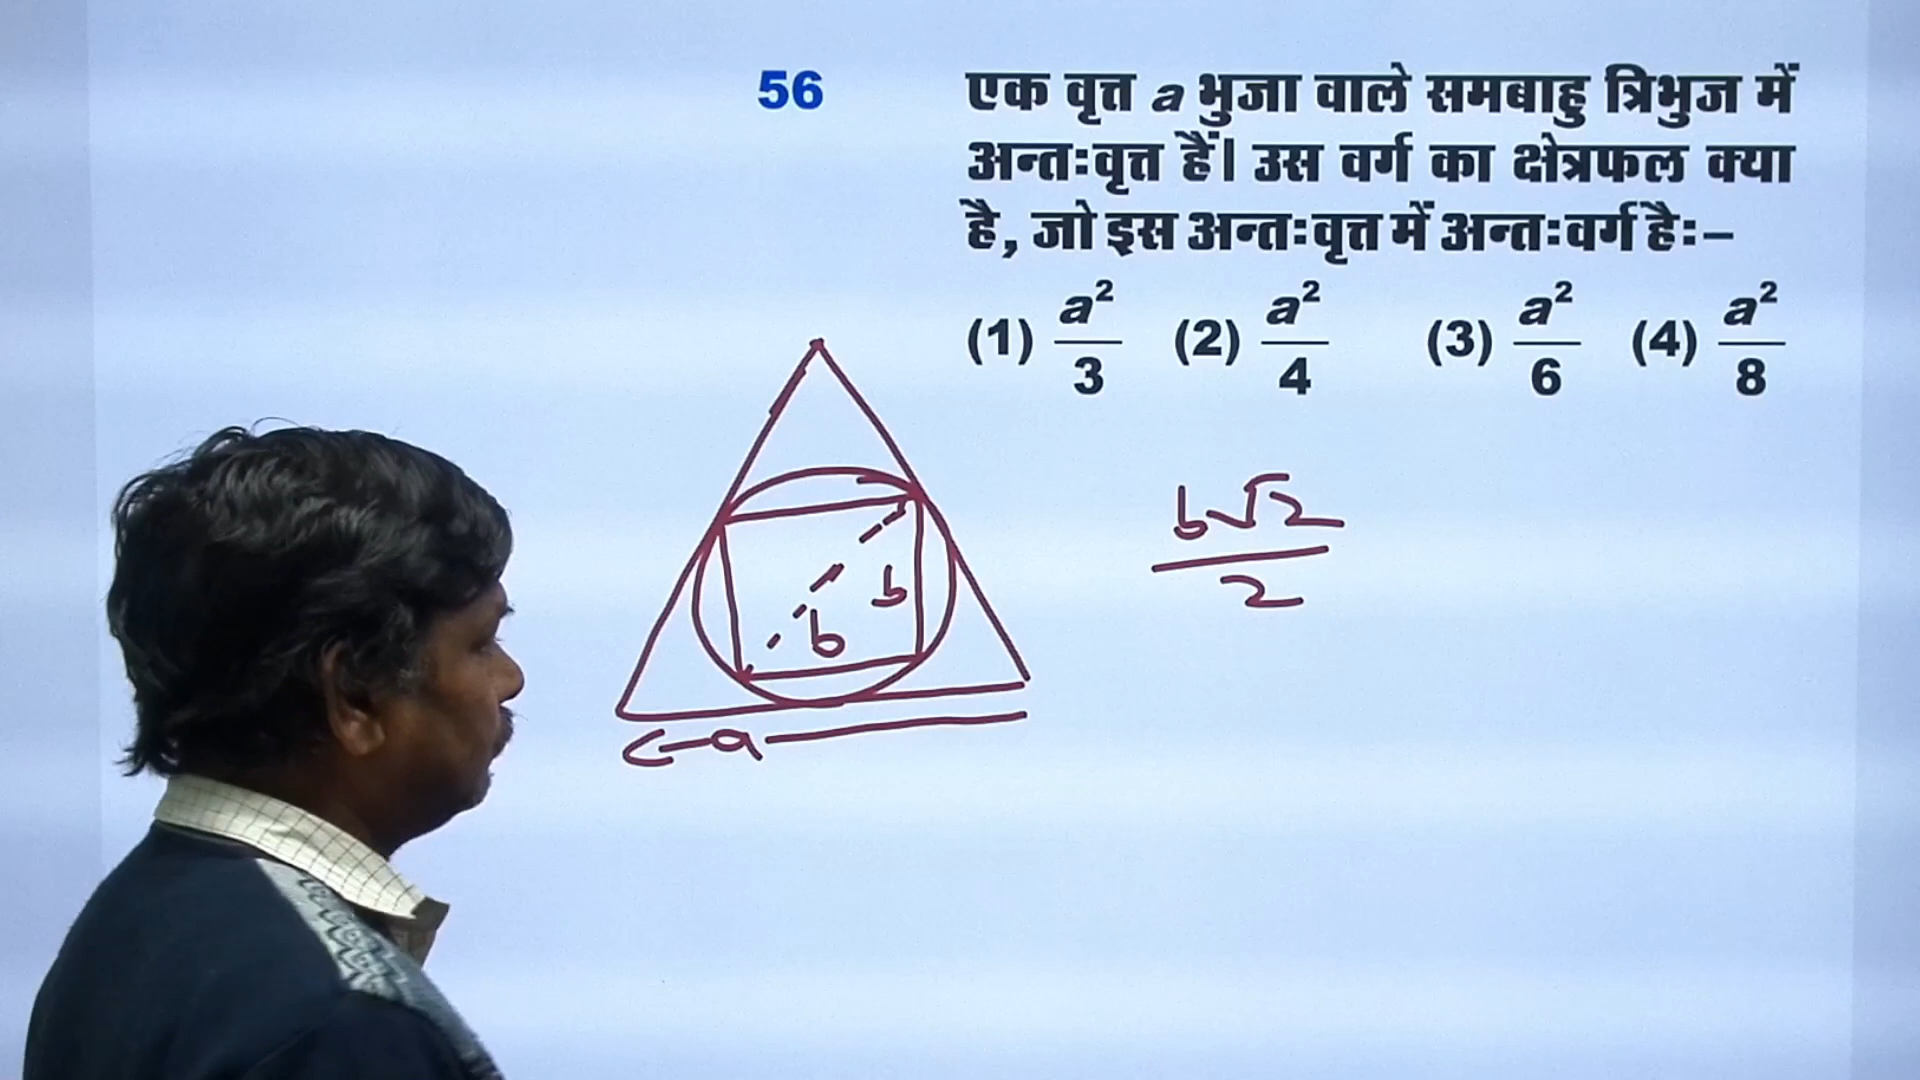 56
एक वृत्त a भुजा वाले समबाहु त्रिभुज में
अन्तःवृत्त हैं। उस वर्ग का क्षेत्रफल क्या
है, जो इस अन्तःवृत्त में अन्तःवर्ग है:–
(1) a²/3 (2) a²/4 (3) a²/6 (4) a²/8
b√2/2
b
b
a